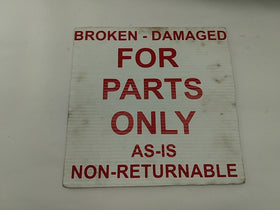 BROKEN - DAMAGED
FOR
PARTS
ONLY
AS-IS
NON-RETURNABLE